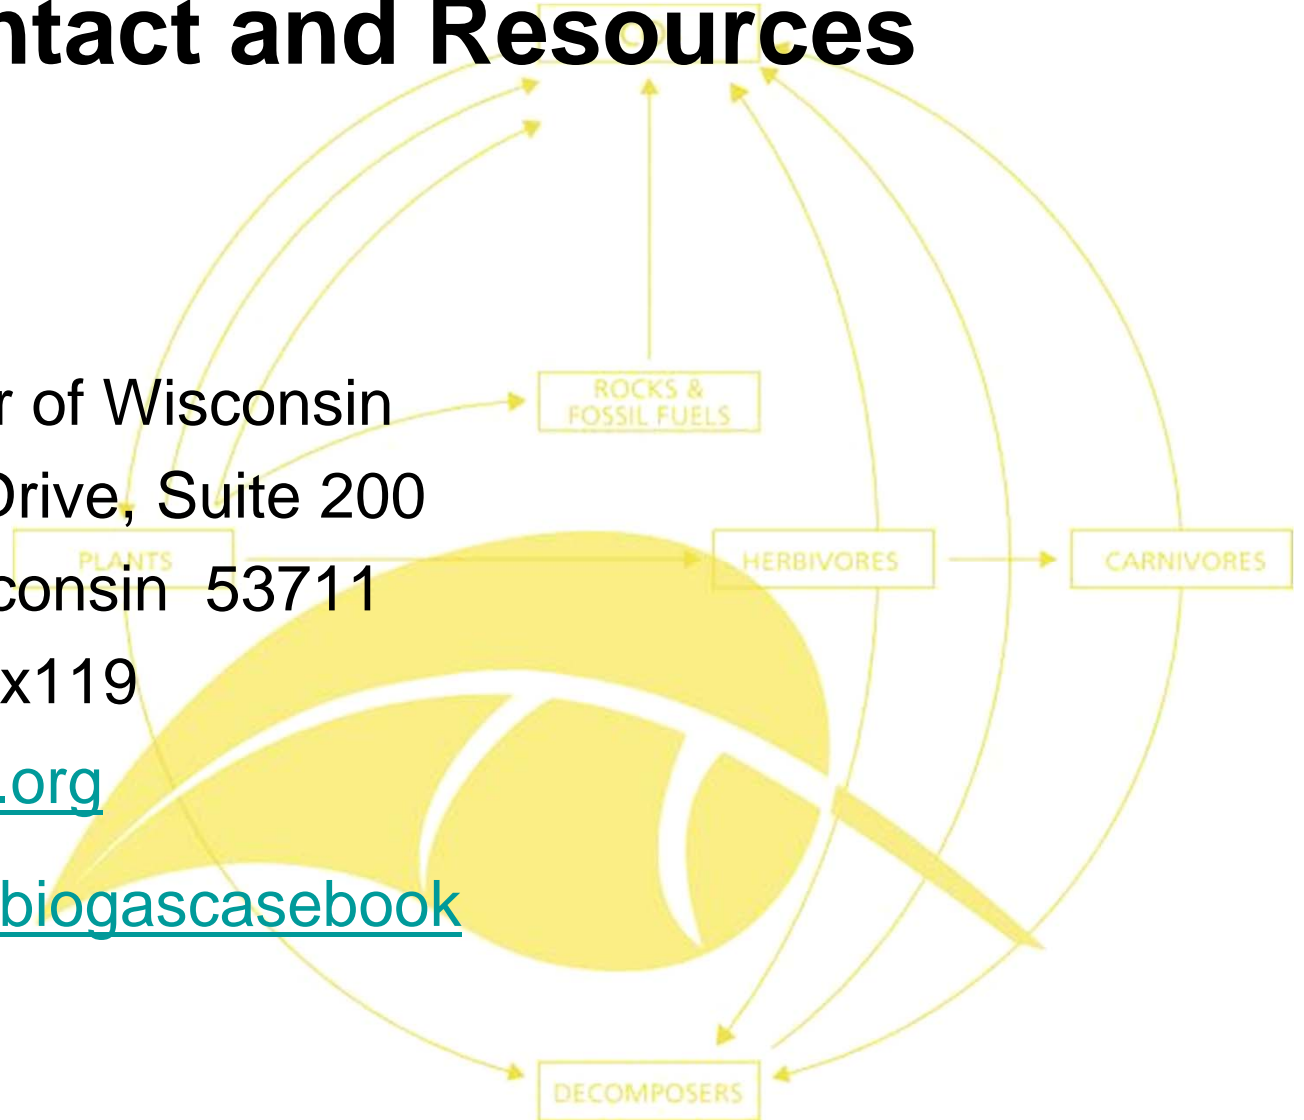 ntact and Resources
CO
ROCKS &
FOSSIL FUELS
r of Wisconsin
Drive, Suite 200
PLANTS
HERBIVORES
CARNIVORES
consin 53711
x119
.org
biogascasebook
DECOMPOSERS